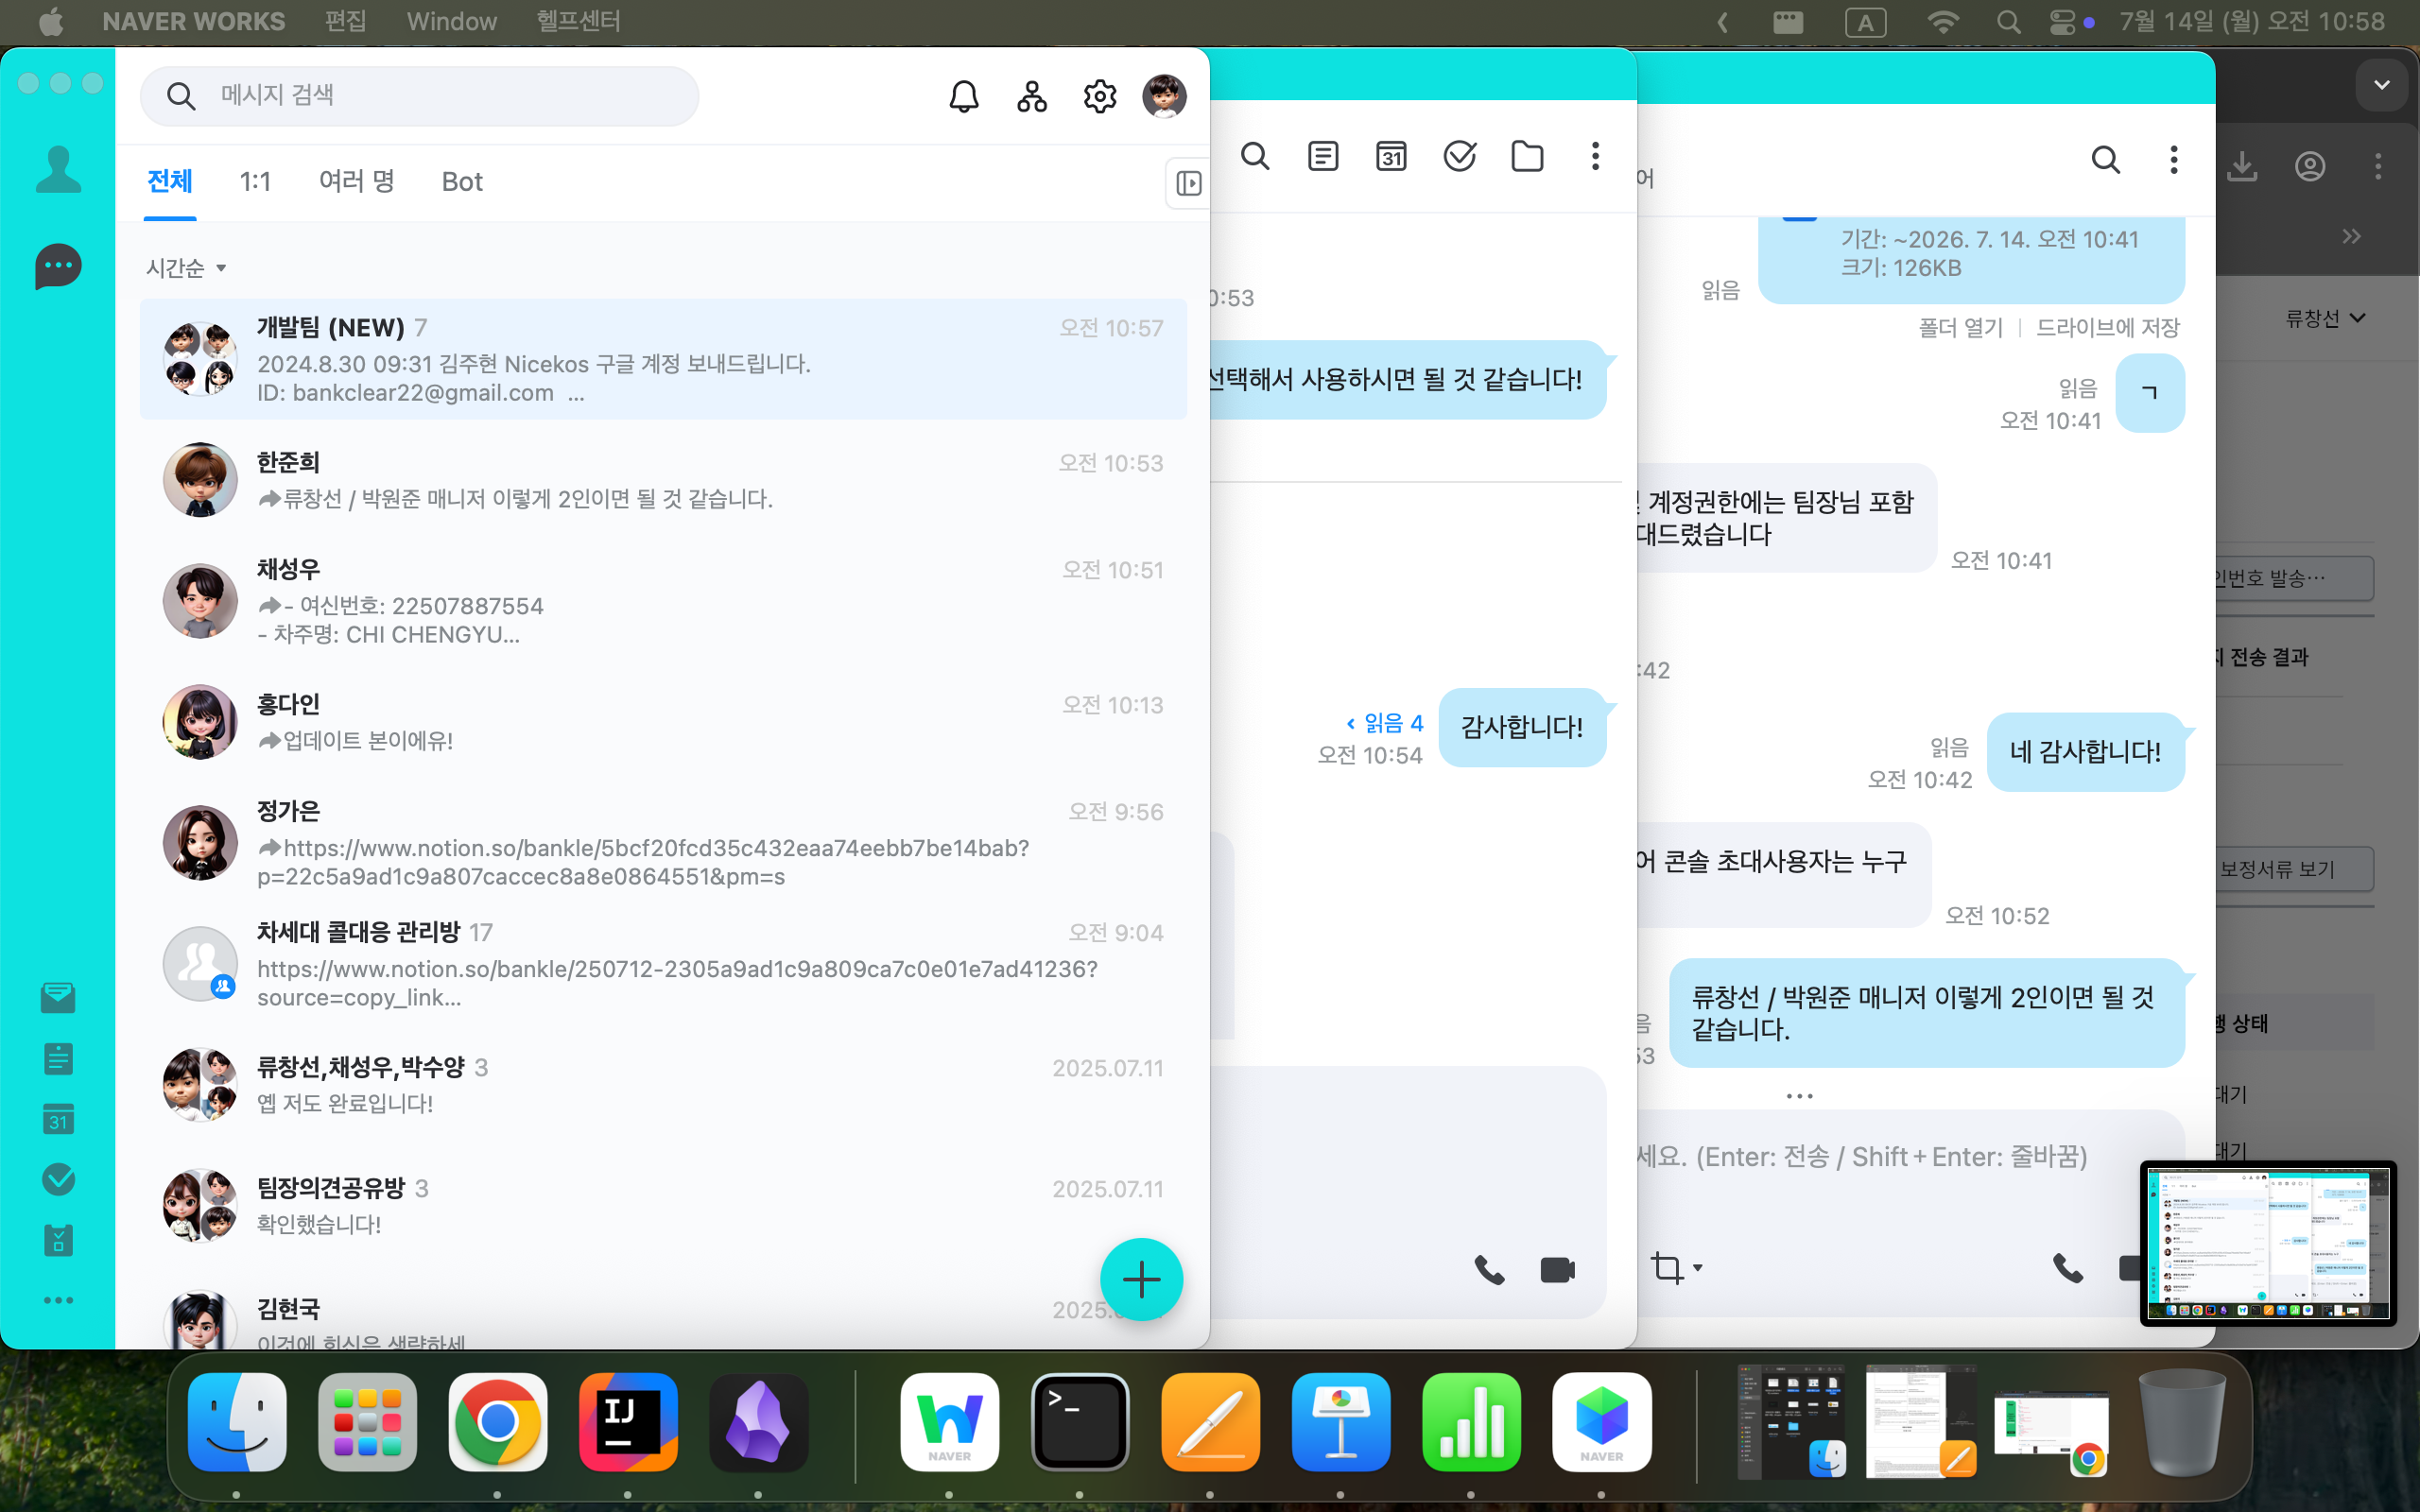 NAVER WORKS 편집 Window 헬프센터
A 7월 14일 (월) 오전 10:58
메시지 검색
전체 1:1 여러 명 Bot
시간순
개발팀 (NEW) 7 오전 10:57
2024.8.30 09:31 김주현 Nicekos 구글 계정 보내드립니다.
ID: bankclear22@gmail.com ...
한준희 오전 10:53
류창선 / 박원준 매니저 이렇게 2인이면 될 것 같습니다.
채성우 오전 10:51
- 여신번호: 22507887554
- 차주명: CHI CHENGYU...
홍다인 오전 10:13
업데이트 본이에유!
정가은 오전 9:56
https://www.notion.so/bankle/5bcf20fcd35c432eaa74eebb7be14bab?
p=22c5a9ad1c9a807caccec8a8e0864551&pm=s
차세대 콜대응 관리방 17 오전 9:04
https://www.notion.so/bankle/250712-2305a9ad1c9a809ca7c0e01e7ad41236?
source=copy_link...
류창선,채성우,박수양 3 2025.07.11
옙 저도 완료입니다!
팀장의견공유방 3 2025.07.11
확인했습니다!
김현국 2025.
이것에 회신은 생략하세
31
31
0:53
선택해서 사용하시면 될 것 같습니다!
읽음 4
오전 10:54
감사합니다!
어
기간: ~2026. 7. 14. 오전 10:41
크기: 126KB
읽음
폴더 열기 | 드라이브에 저장
읽음
오전 10:41
ㄱ
계정권한에는 팀장님 포함
대드렸습니다
오전 10:41
:42
읽음
오전 10:42
네 감사합니다!
어 콘솔 초대사용자는 누구
오전 10:52
음
53
류창선 / 박원준 매니저 이렇게 2인이면 될 것
같습니다.
세요. (Enter: 전송 / Shift+Enter: 줄바꿈)
류창선
인번호 발송…
지 전송 결과
보정서류 보기
행 상태
대기
대기
IJ
NAVER
>_
NAVER